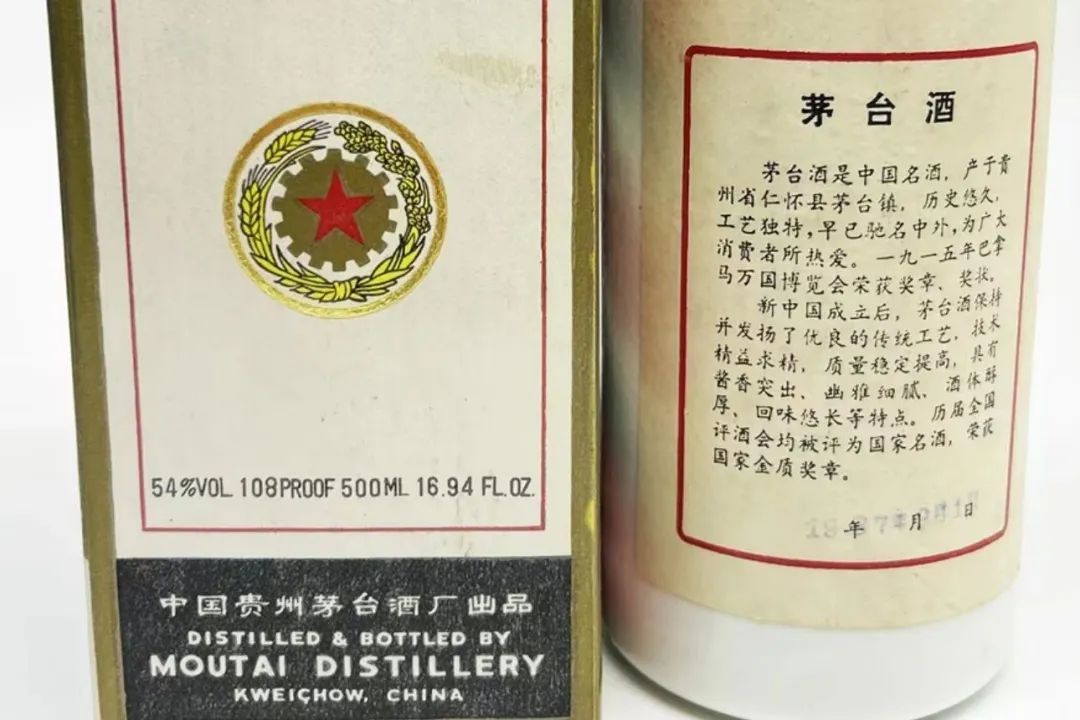 54%VOL. 108PROOF 500ML 16.94 FL.OZ.
中国贵州茅台酒厂出品
DISTILLED & BOTTLED BY
MOUTAI DISTILLERY
KWEICHOW, CHINA
茅台酒
茅台酒是中国名酒，产于贵
州省仁怀县茅台镇，历史悠久，
工艺独特，早已驰名中外，为广大
消费者所热爱。一九一五年巴拿
马万国博览会荣获奖章、奖状。
新中国成立后，茅台酒保持
并发扬了优良的传统工艺，技术
精益求精，质量稳定提高，具有
酱香突出、幽雅细腻、酒体醇
厚、回味悠长等特点。历届全国
评酒会均被评为国家名酒，荣获
国家金质奖章。
年 月 日